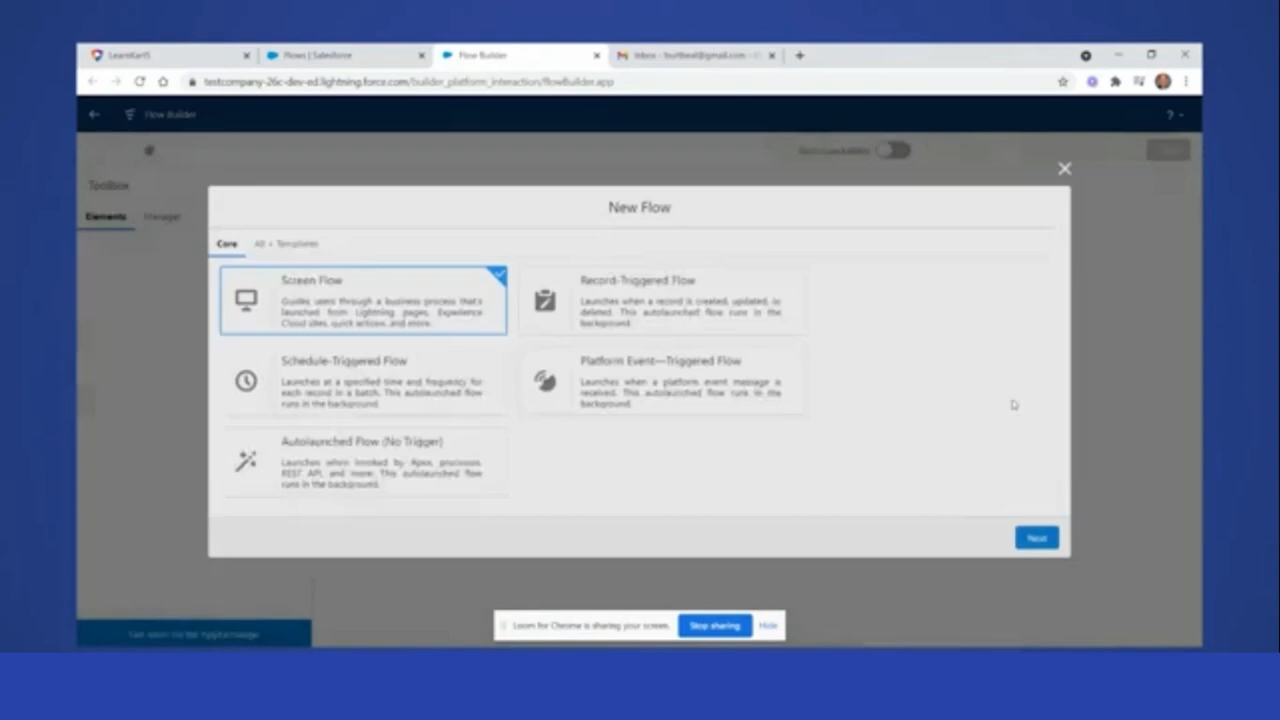 LearnKarts
Flows | Salesforce
Flow Builder
testcompany-26c-dev-ed.lightning.force.com/builder_platform_interaction/flowBuilder.app
Flow Builder
?
Toolbox
Elements
Manager
New Flow
Core
All + Templates
Screen Flow
Guides users through a business process that's
launched from Lightning pages, Experience
Cloud sites, quick actions, and more.
Record-Triggered Flow
Launches when a record is created, updated, or
deleted. This autolaunched flow runs in the
background.
Schedule-Triggered Flow
Launches at a specified time and frequency for
each record in a batch. This autolaunched flow
runs in the background.
Platform Event—Triggered Flow
Launches when a platform event message is
received. This autolaunched flow runs in the
background.
Autolaunched Flow (No Trigger)
Launches when invoked by Apex, processes,
REST API, and more. This autolaunched flow
runs in the background.
Next
Loom for Chrome is sharing your screen.
Stop sharing
Hide